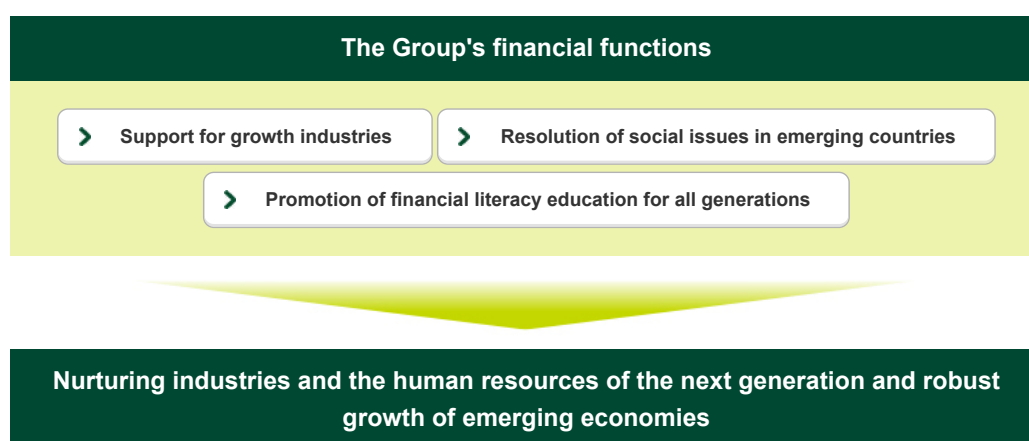 The Group's financial functions
Support for growth industries
Resolution of social issues in emerging countries
Promotion of financial literacy education for all generations
Nurturing industries and the human resources of the next generation and robust
growth of emerging economies